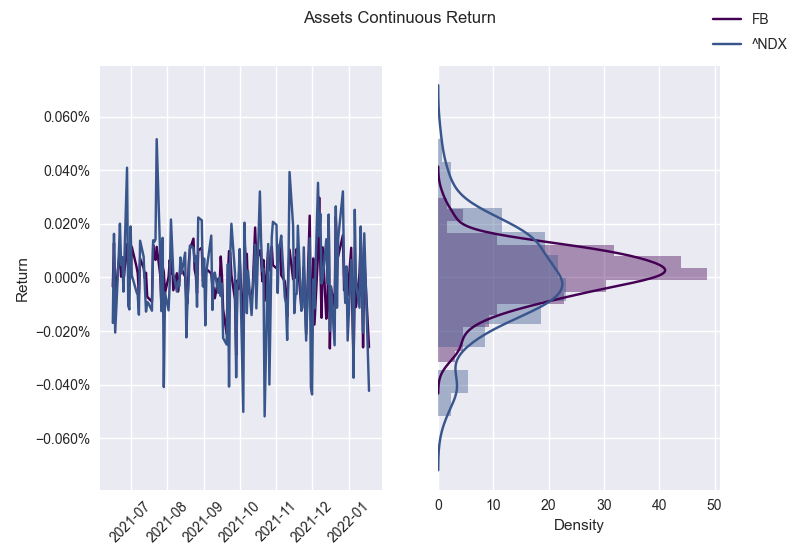 Assets Continuous Return
FB
^NDX
0.060%
0.040%
0.020%
0.000%
−0.020%
−0.040%
−0.060%
Return
2021-07
2021-08
2021-09
2021-10
2021-11
2021-12
2022-01
0 10 20 30 40 50
Density